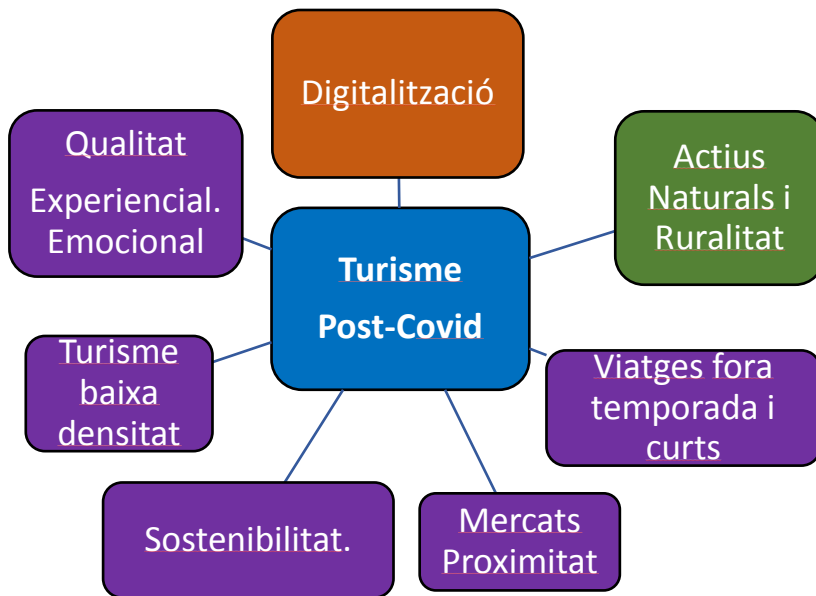 Digitalització
Qualitat
Experiencial.
Emocional
Actius
Naturals i
Ruralitat
Turisme
Post-Covid
Turisme
baixa
densitat
Viatges fora
temporada i
curts
Sostenibilitat.
Mercats
Proximitat